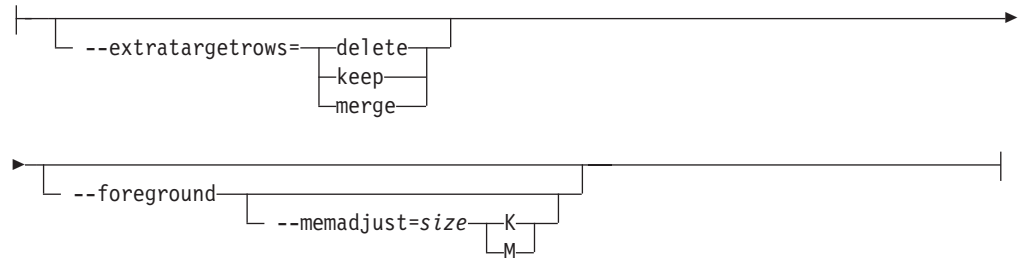 --extratargetrows= delete
keep
merge
--foreground
--memadjust=size K
M